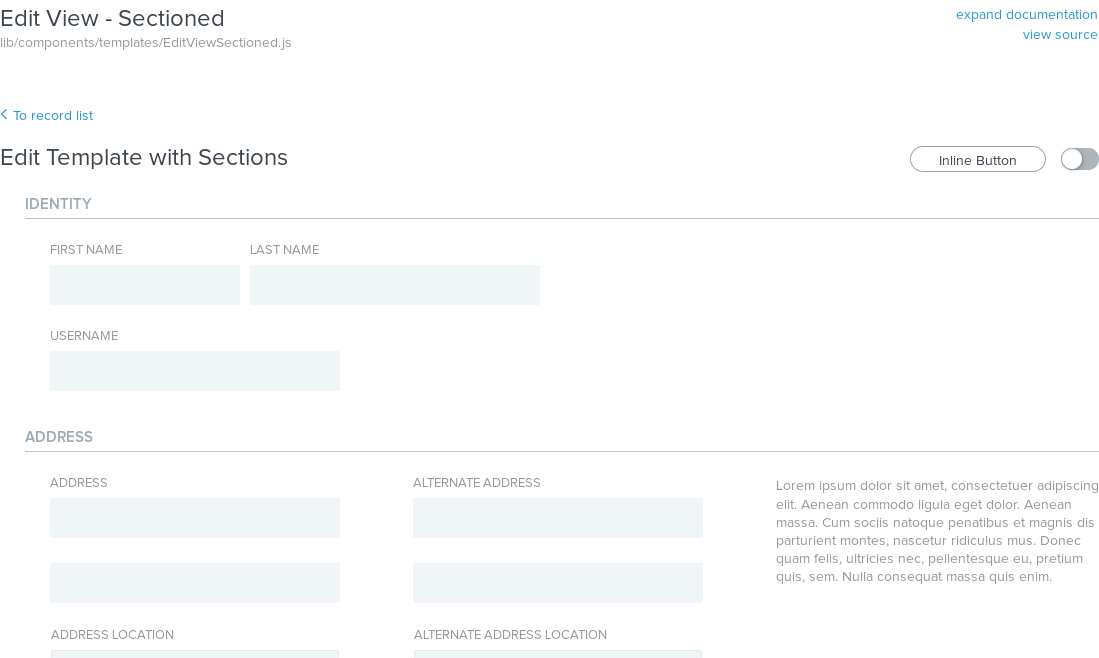 Edit View - Sectioned
expand documentation
lib/components/templates/EditViewSectioned.js
view source
To record list
Edit Template with Sections
Inline Button
IDENTITY
FIRST NAME
LAST NAME
USERNAME
ADDRESS
ADDRESS
ALTERNATE ADDRESS
Lorem ipsum dolor sit amet, consectetuer adipiscing
elit. Aenean commodo ligula eget dolor. Aenean
massa. Cum sociis natoque penatibus et magnis dis
parturient montes, nascetur ridiculus mus. Donec
quam felis, ultricies nec, pellentesque eu, pretium
quis, sem. Nulla consequat massa quis enim.
ADDRESS LOCATION
ALTERNATE ADDRESS LOCATION